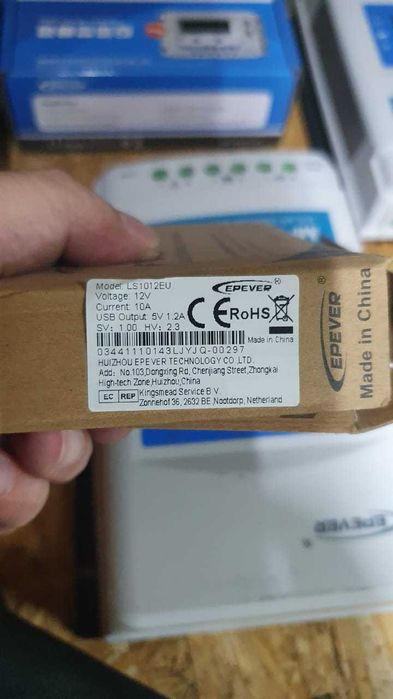 Model: LS1012EU
Voltage: 12V
Current: 10A
USB Output: 5V 1.2A
SV: 1.00 HV: 2.3
EPEVER®
CE RoHS
Made in China
03441110143LJYJQ-00297
HUIZHOU EPEVER TECHNOLOGY CO.,LTD.
Add: No.103,Dongxing Rd, Chenjiang Street,Zhongkai
High-tech Zone,Huizhou,China
EC REP Kingsmead Service B.V.
Zonnehof 36, 2632 BE ,Nootdorp, Netherland
EPEVER®
Made in China
EPEVER